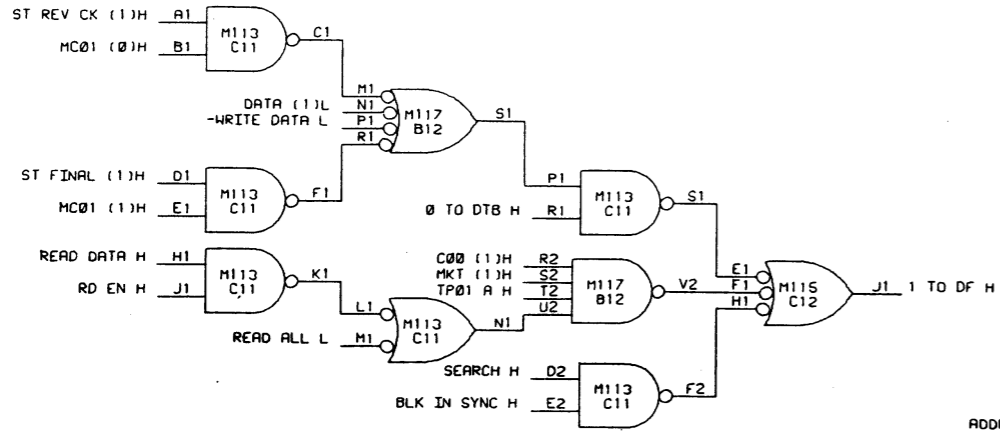 ST REV CK (1)H A1
M113
C11
C1
MC01 (0)H B1
M1
DATA (1)L N1
-WRITE DATA L P1
R1
M117
B12
S1
ST FINAL (1)H D1
M113
C11
F1
MC01 (1)H E1
P1
0 TO DTB H R1
M113
C11
S1
READ DATA H H1
M113
C11
K1
RD EN H J1
C00 (1)H R2
MKT (1)H S2
TP01 A H T2
U2
M117
B12
V2
E1
F1
H1
M115
C12
J1 1 TO DF H
L1
READ ALL L M1
M113
C11
N1
SEARCH H D2
BLK IN SYNC H E2
M113
C11
F2
ADDI